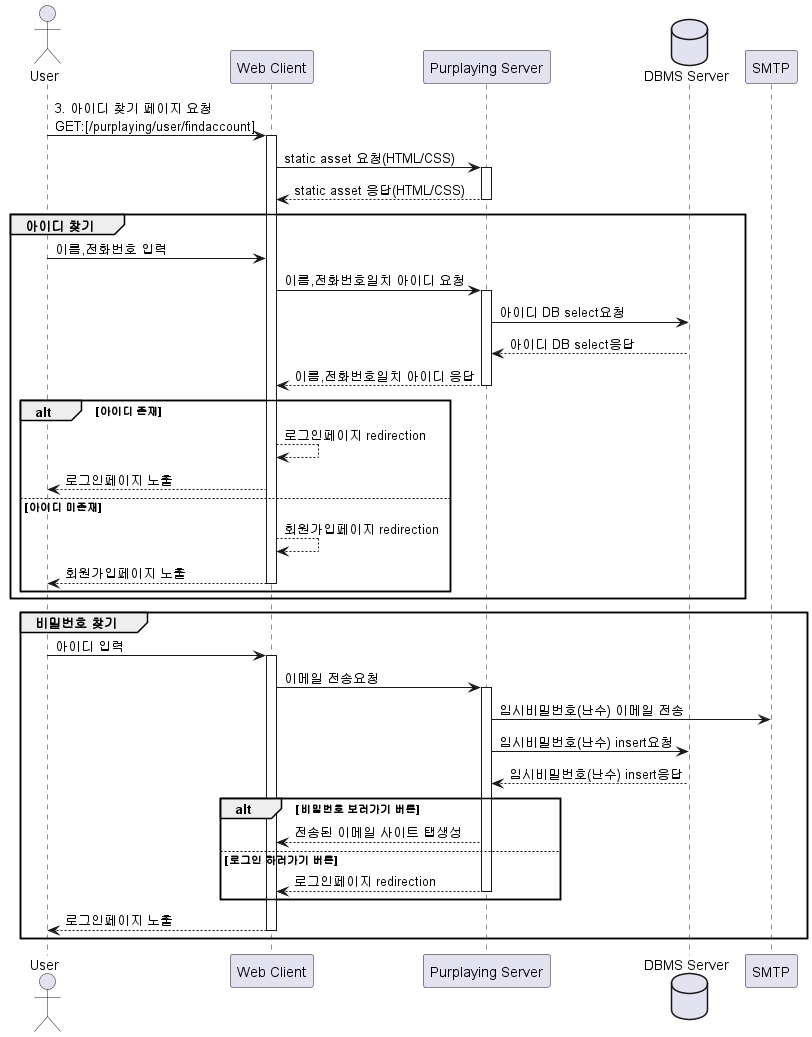 User
Web Client
Purplaying Server
DBMS Server
SMTP
3. 아이디 찾기 페이지 요청
GET:[/purplaying/user/findaccount]
static asset 요청(HTML/CSS)
static asset 응답(HTML/CSS)
아이디 찾기
이름,전화번호 입력
이름,전화번호일치 아이디 요청
아이디 DB select요청
아이디 DB select응답
이름,전화번호일치 아이디 응답
alt [아이디 존재]
로그인페이지 redirection
로그인페이지 노출
[아이디 미존재]
회원가입페이지 redirection
회원가입페이지 노출
비밀번호 찾기
아이디 입력
이메일 전송요청
임시비밀번호(난수) 이메일 전송
임시비밀번호(난수) insert요청
임시비밀번호(난수) insert응답
alt [비밀번호 보러가기 버튼]
전송된 이메일 사이트 탭생성
[로그인 하러가기 버튼]
로그인페이지 redirection
로그인페이지 노출
User
Web Client
Purplaying Server
DBMS Server
SMTP